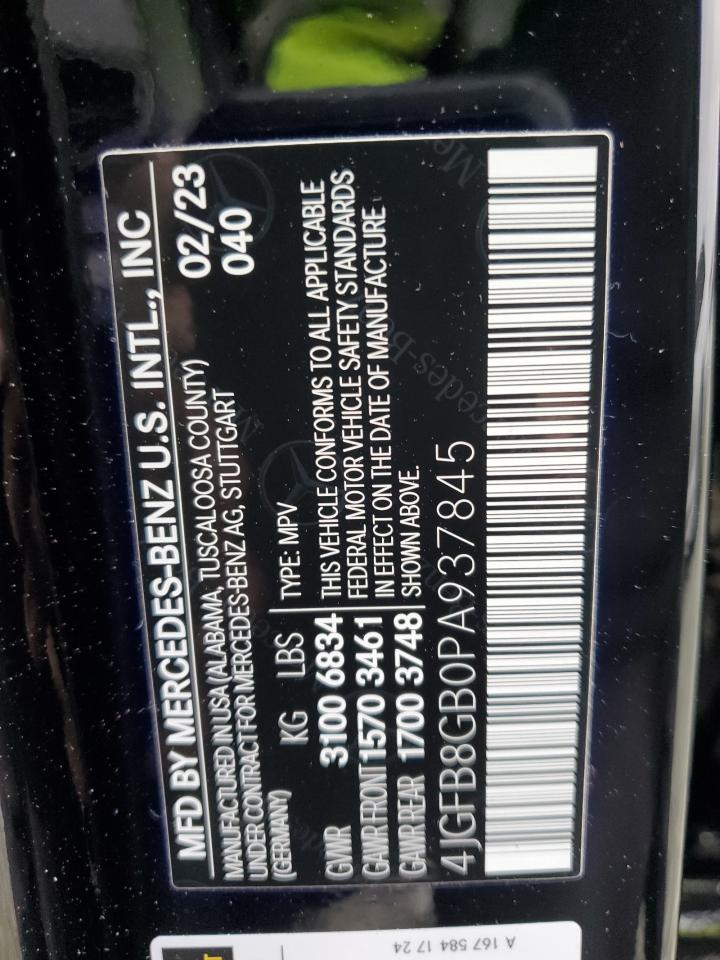 MFD BY MERCEDES-BENZ U.S. INTL., INC
MANUFACTURED IN USA (ALABAMA, TUSCALOOSA COUNTY) 02/23
UNDER CONTRACT FOR MERCEDES-BENZ AG, STUTTGART 040
(GERMANY) KG LBS TYPE: MPV
GVWR 3100 6834 THIS VEHICLE CONFORMS TO ALL APPLICABLE
GAWR FRONT 1570 3461 FEDERAL MOTOR VEHICLE SAFETY STANDARDS
GAWR REAR 1700 3748 IN EFFECT ON THE DATE OF MANUFACTURE
SHOWN ABOVE.
4JGFB8GB0PA937845
A 167 584 17 24